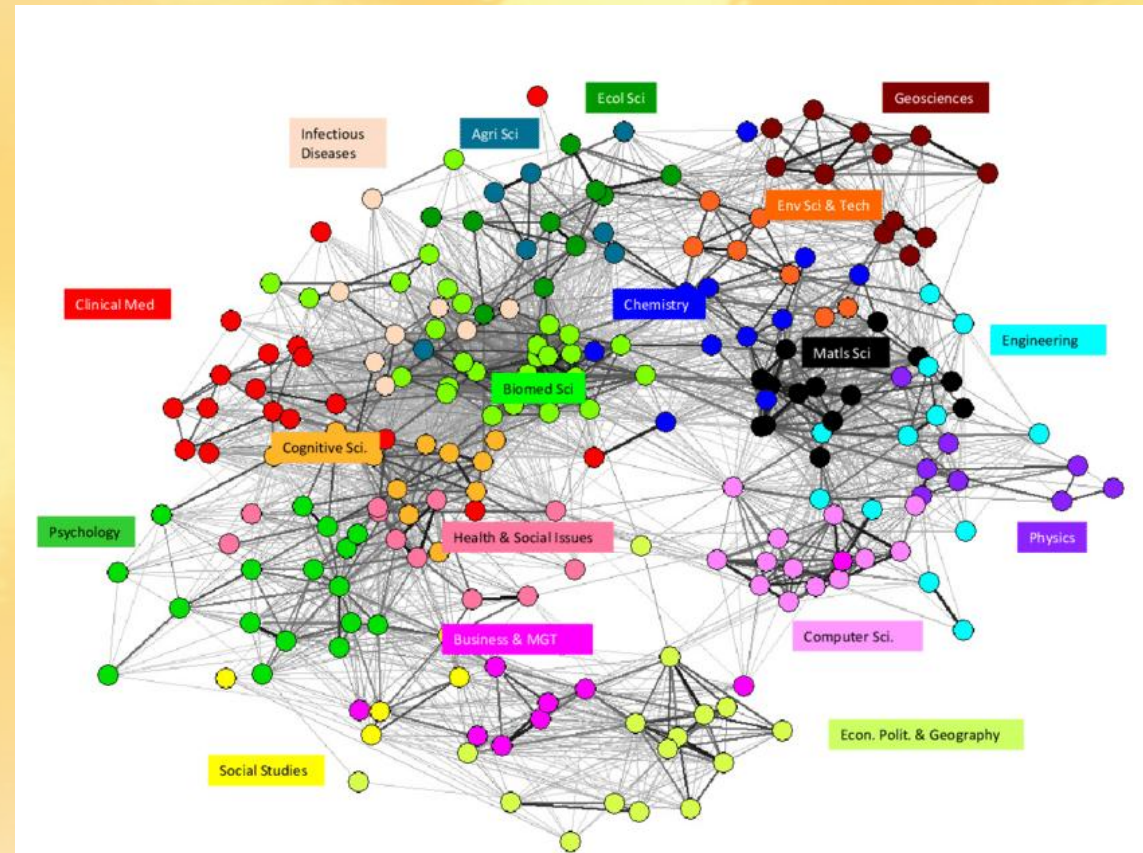 Ecol Sci
Geosciences
Agri Sci
Infectious
Diseases
Env Sci & Tech
Clinical Med
Chemistry
Engineering
Matls Sci
Biomed Sci
Cognitive Sci.
Psychology
Health & Social Issues
Physics
Business & MGT
Computer Sci.
Econ. Polit. & Geography
Social Studies